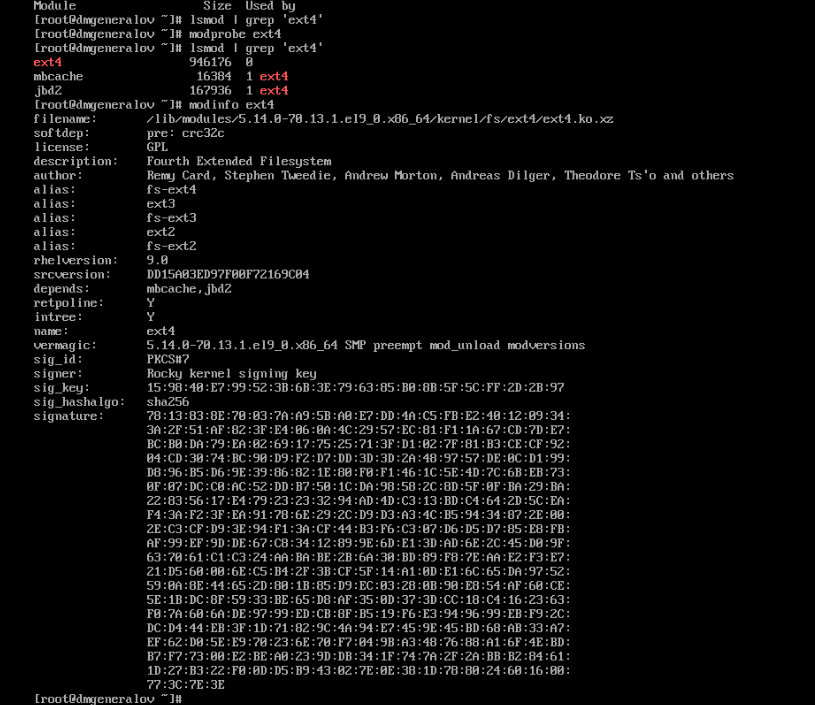 Module                  Size  Used by
[root@dmgeneralov ~]# lsmod | grep 'ext4'
[root@dmgeneralov ~]# modprobe ext4
[root@dmgeneralov ~]# lsmod | grep 'ext4'
ext4                  946176  0
mbcache                16384  1 ext4
jbd2                  167936  1 ext4
[root@dmgeneralov ~]# modinfo ext4
filename:       /lib/modules/5.14.0-70.13.1.el9_0.x86_64/kernel/fs/ext4/ext4.ko.xz
softdep:        pre: crc32c
license:        GPL
description:    Fourth Extended Filesystem
author:         Remy Card, Stephen Tweedie, Andrew Morton, Andreas Dilger, Theodore Ts'o and others
alias:          fs-ext4
alias:          ext3
alias:          fs-ext3
alias:          ext2
alias:          fs-ext2
rhelversion:    9.0
srcversion:     DD15A03ED97F00F72169C04
depends:        mbcache,jbd2
retpoline:      Y
intree:         Y
name:           ext4
vermagic:       5.14.0-70.13.1.el9_0.x86_64 SMP preempt mod_unload modversions
sig_id:         PKCS#7
signer:         Rocky kernel signing key
sig_key:        15:98:40:E7:99:52:3B:6B:3E:79:63:85:B0:8B:5F:5C:FF:2D:2B:97
sig_hashalgo:   sha256
signature:      78:13:83:8E:70:03:7A:A9:5B:A0:E7:DD:4A:C5:FB:E2:40:12:09:34:
3A:2F:51:AF:82:3F:E4:06:0A:4C:29:57:EC:81:F1:1A:67:CD:7D:E7:
BC:B0:DA:79:EA:02:69:17:75:25:71:3F:D1:02:7F:81:B3:CE:CF:92:
04:CD:30:74:BC:90:D9:F2:D7:DD:3D:3D:2A:48:97:57:DE:0C:D1:99:
D8:96:B5:D6:9E:39:86:82:1E:80:F0:F1:46:1C:5E:4D:7C:6B:EB:73:
0F:07:DC:C0:AC:52:DD:B7:50:1C:DA:98:58:2C:8D:5F:0F:BA:29:BA:
22:83:56:17:E4:79:23:23:32:94:AD:4D:C3:13:BD:C4:64:2D:5C:EA:
F4:3A:F2:3F:EA:91:78:6E:29:2C:D9:D3:A3:4C:B5:94:34:87:2E:00:
2E:C3:CF:D9:3E:94:F1:3A:CF:44:B3:F6:C3:07:D6:D5:D7:85:E8:FB:
AF:99:EF:9D:DE:67:C8:34:12:89:9E:6D:E1:3D:AD:6E:2C:45:D0:9F:
63:70:61:C1:C3:24:AA:BA:BE:2B:6A:30:BD:89:F8:7E:AA:E2:F3:E7:
21:D5:60:00:6E:C5:B4:2F:3B:CF:5F:14:A1:0D:E1:6C:65:DA:97:52:
59:0A:8E:44:65:2D:80:1B:85:D9:EC:03:28:0B:90:E8:54:AF:60:CE:
5E:1B:DC:8F:59:33:BE:65:D8:AF:35:0D:37:3D:CC:18:C4:16:23:63:
F0:7A:60:6A:DE:97:99:ED:CB:8F:B5:19:F6:E3:94:96:99:EB:F9:2C:
DC:D4:44:EB:3F:1D:71:82:9C:4A:94:E7:45:9E:45:BD:68:AB:33:A7:
EF:62:D0:5E:E9:70:23:6E:70:F7:04:9B:A3:48:76:88:A1:6F:4E:BD:
B7:F7:73:00:E2:BE:A0:23:9D:DB:34:1F:74:7A:2F:2A:BB:B2:84:61:
1D:27:B3:22:F0:0D:D5:B9:43:02:7E:0E:38:1D:78:80:24:60:16:00:
77:3C:7E:3E
[root@dmgeneralov ~]#